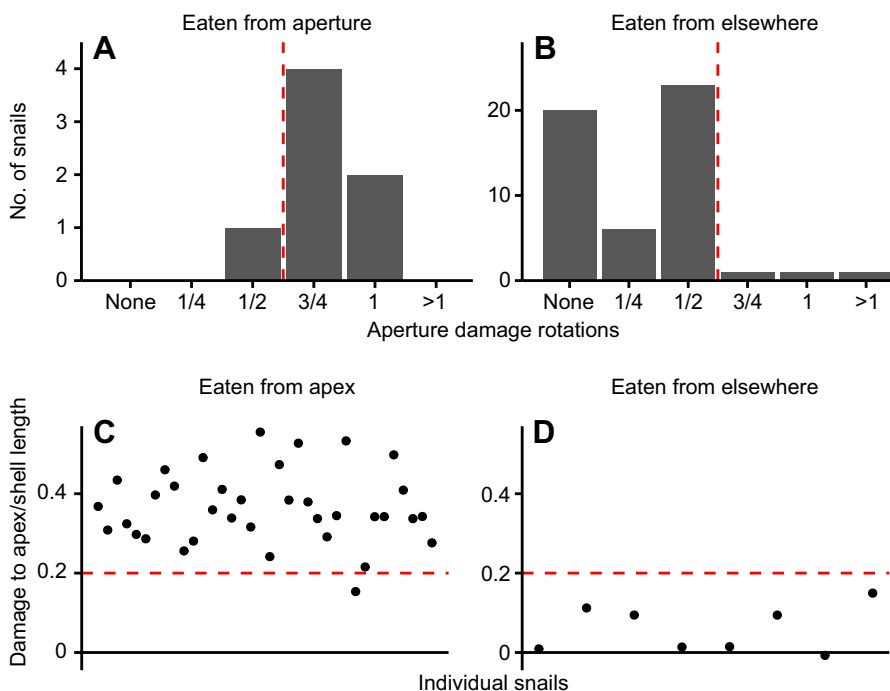 Eaten from aperture
Eaten from elsewhere
A
B
No. of snails
4
3
2
1
0
20
10
0
None 1/4 1/2 3/4 1 >1
None 1/4 1/2 3/4 1 >1
Aperture damage rotations
Eaten from apex
Eaten from elsewhere
C
D
Damage to apex/shell length
0.4
0.2
0
0.4
0.2
0
Individual snails